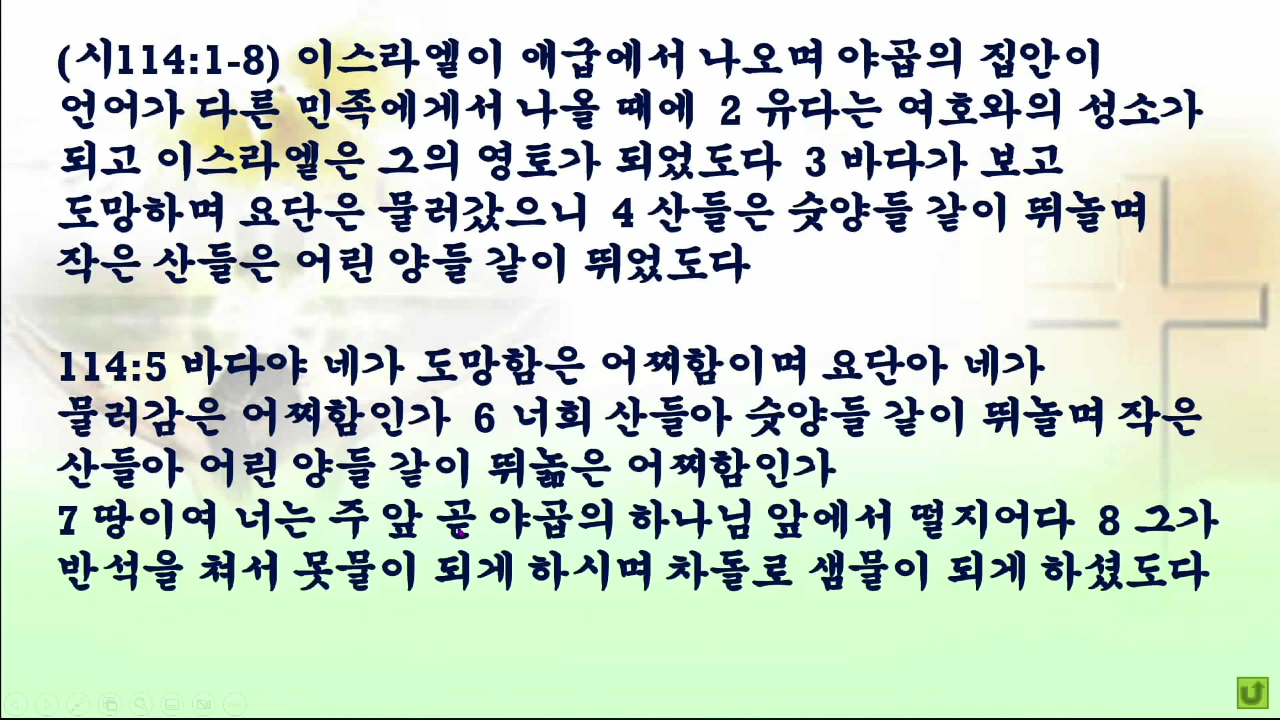 (시114:1-8) 이스라엘이 애굽에서 나오며 야곱의 집안이
언어가 다른 민족에게서 나올 때에 2 유다는 여호와의 성소가
되고 이스라엘은 그의 영토가 되었도다 3 바다가 보고
도망하며 요단은 물러갔으니 4 산들은 숫양들 같이 뛰놀며
작은 산들은 어린 양들 같이 뛰었도다
114:5 바다야 네가 도망함은 어찌함이며 요단아 네가
물러감은 어찌함인가 6 너희 산들아 숫양들 같이 뛰놀며 작은
산들아 어린 양들 같이 뛰놂은 어찌함인가
7 땅이여 너는 주 앞 곧 야곱의 하나님 앞에서 떨지어다 8 그가
반석을 쳐서 못물이 되게 하시며 차돌로 샘물이 되게 하셨도다